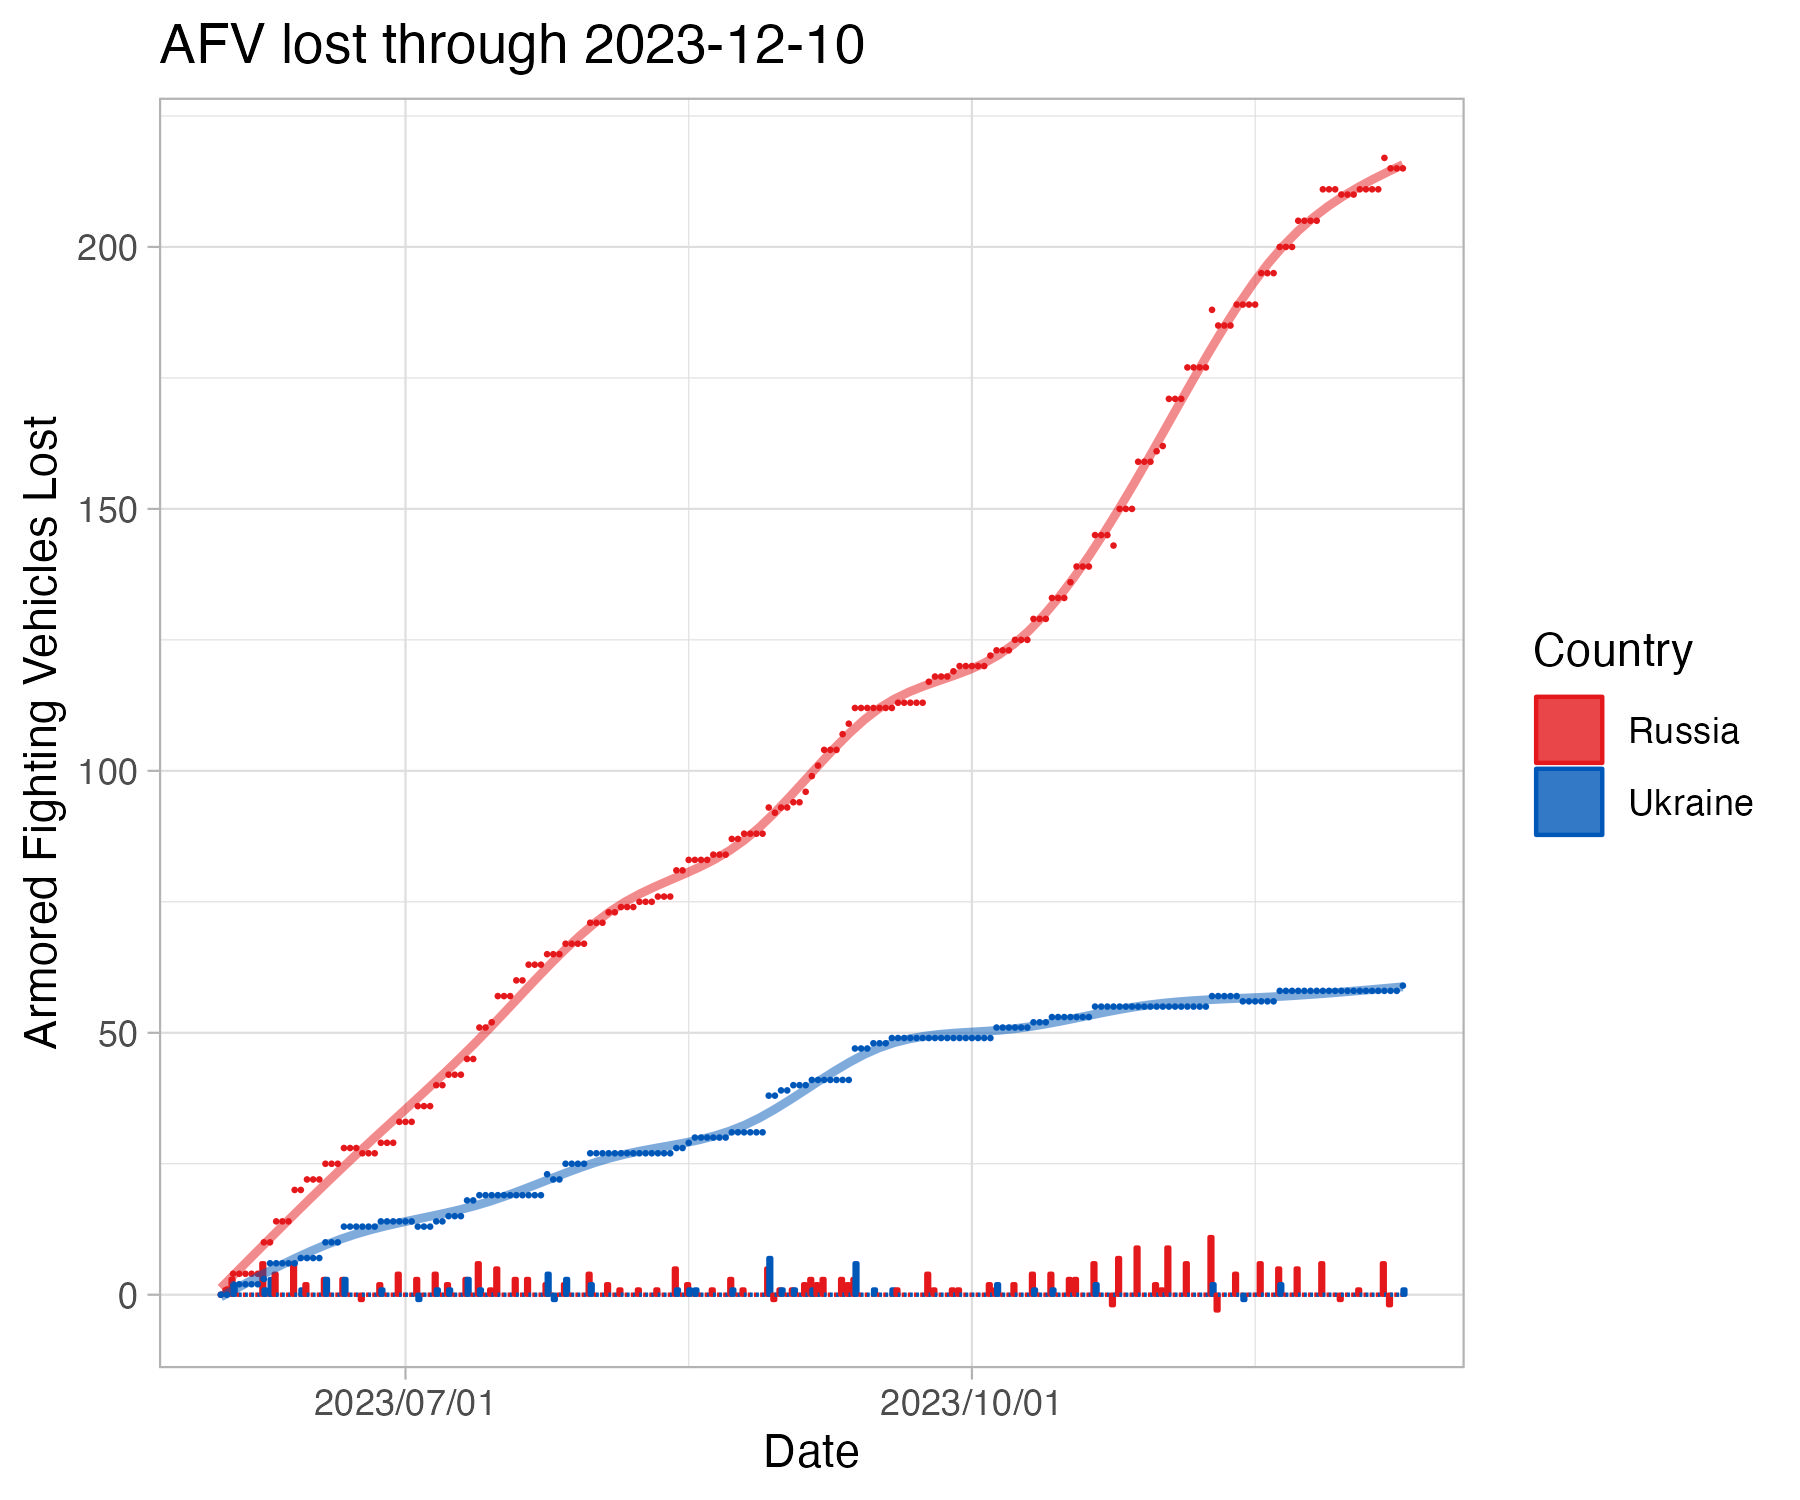 AFV lost through 2023-12-10
Armored Fighting Vehicles Lost
200
150
100
50
0
2023/07/01
2023/10/01
Date
Country
Russia
Ukraine